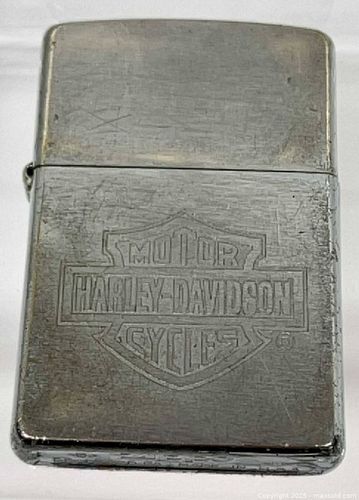 MOTOR
HARLEY-DAVIDSON
CYCLES
®